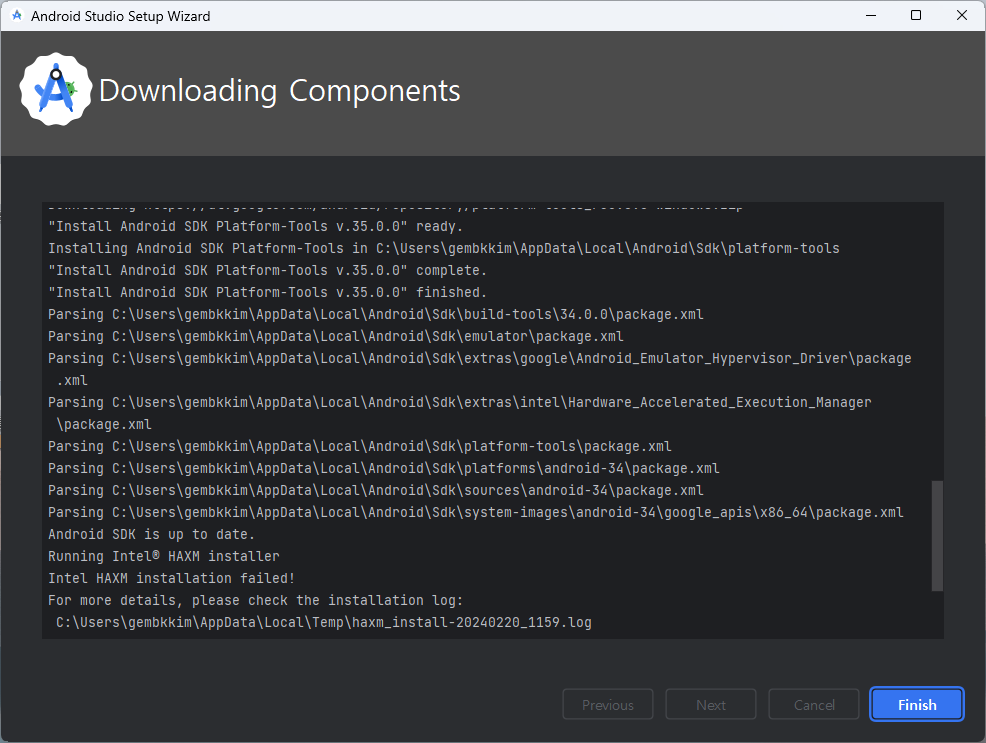 Android Studio Setup Wizard
Downloading Components
"Install Android SDK Platform-Tools v.35.0.0" ready.
Installing Android SDK Platform-Tools in C:\Users\gembkkim\AppData\Local\Android\Sdk\platform-tools
"Install Android SDK Platform-Tools v.35.0.0" complete.
"Install Android SDK Platform-Tools v.35.0.0" finished.
Parsing C:\Users\gembkkim\AppData\Local\Android\Sdk\build-tools\34.0.0\package.xml
Parsing C:\Users\gembkkim\AppData\Local\Android\Sdk\emulator\package.xml
Parsing C:\Users\gembkkim\AppData\Local\Android\Sdk\extras\google\Android_Emulator_Hypervisor_Driver\package
.xml
Parsing C:\Users\gembkkim\AppData\Local\Android\Sdk\extras\intel\Hardware_Accelerated_Execution_Manager
\package.xml
Parsing C:\Users\gembkkim\AppData\Local\Android\Sdk\platform-tools\package.xml
Parsing C:\Users\gembkkim\AppData\Local\Android\Sdk\platforms\android-34\package.xml
Parsing C:\Users\gembkkim\AppData\Local\Android\Sdk\sources\android-34\package.xml
Parsing C:\Users\gembkkim\AppData\Local\Android\Sdk\system-images\android-34\google_apis\x86_64\package.xml
Android SDK is up to date.
Running Intel® HAXM installer
Intel HAXM installation failed!
For more details, please check the installation log:
C:\Users\gembkkim\AppData\Local\Temp\haxm_install-20240220_1159.log
Previous
Next
Cancel
Finish